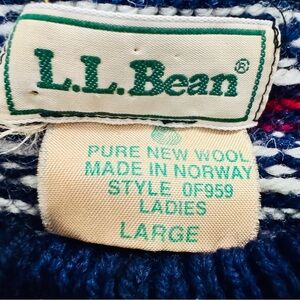 L.L.Bean®
PURE NEW WOOL
MADE IN NORWAY
STYLE 0F959
LADIES
LARGE